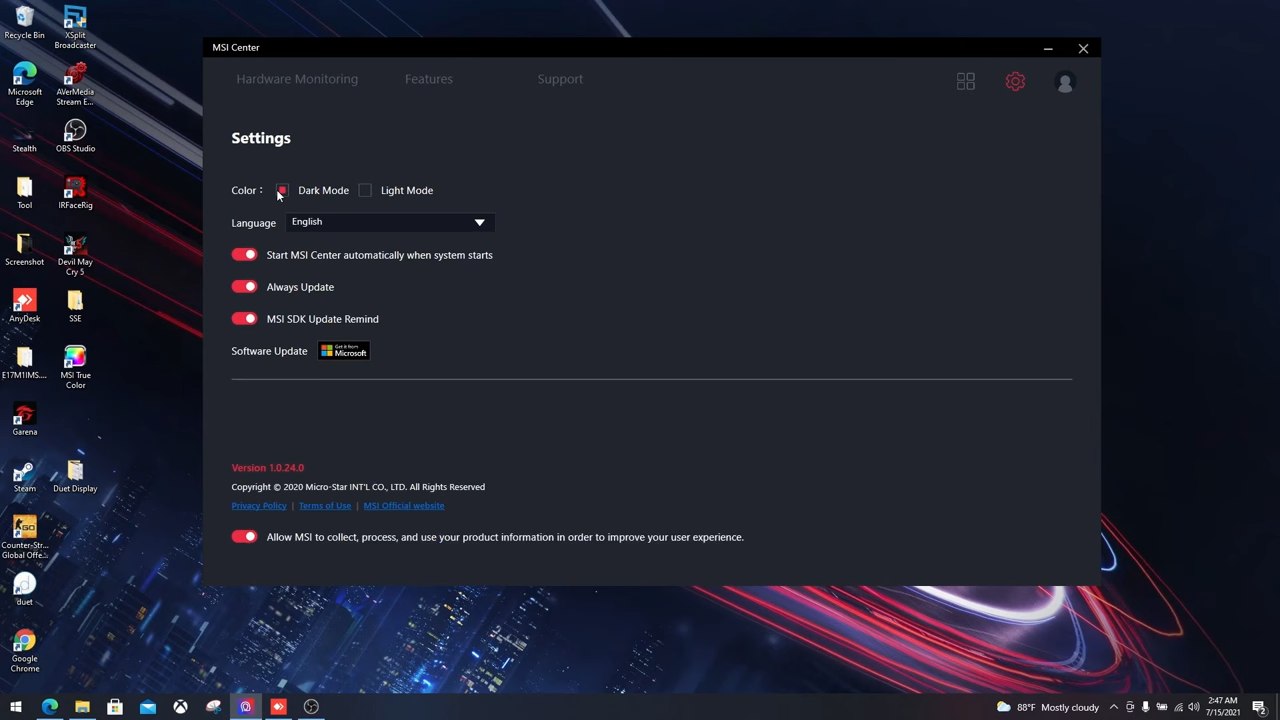 MSI Center
Hardware Monitoring
Features
Support
Settings
Color :
Dark Mode
Light Mode
Language
English
Start MSI Center automatically when system starts
Always Update
MSI SDK Update Remind
Software Update
Get it from
Microsoft
Version 1.0.24.0
Copyright © 2020 Micro-Star INT'L CO., LTD. All Rights Reserved
Privacy Policy | Terms of Use | MSI Official website
Allow MSI to collect, process, and use your product information in order to improve your user experience.
Recycle Bin
XSplit
Broadcaster
Microsoft
Edge
AVerMedia
Stream E...
Stealth
OBS Studio
Tool
IRFaceRig
Screenshot
Devil May
Cry 5
AnyDesk
SSE
E17M1IMS....
MSI True
Color
Garena
Steam
Duet Display
GO
Counter-Str...
Global Offe...
duet
Google
Chrome
88°F Mostly cloudy
2:47 AM
7/15/2021
2